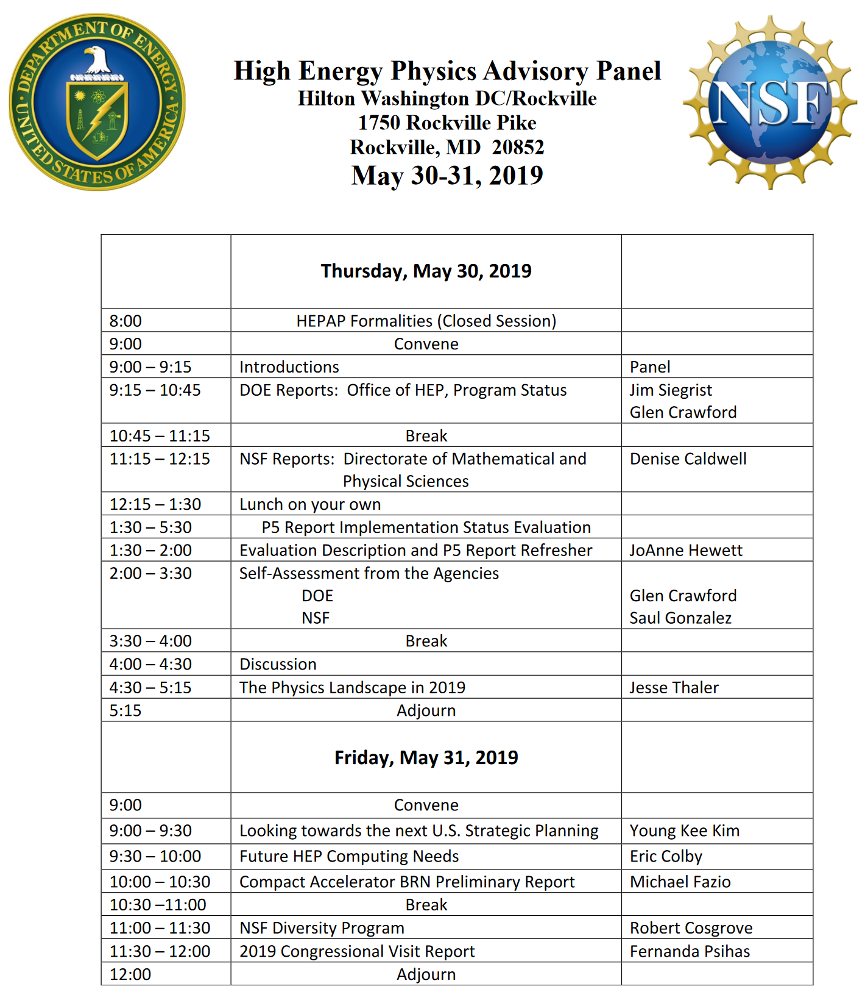 DEPARTMENT OF ENERGY
UNITED STATES OF AMERICA
High Energy Physics Advisory Panel
Hilton Washington DC/Rockville
1750 Rockville Pike
Rockville, MD  20852
May 30-31, 2019
NSF
Thursday, May 30, 2019
8:00 HEPAP Formalities (Closed Session)
9:00 Convene
9:00 – 9:15 Introductions Panel
9:15 – 10:45 DOE Reports:  Office of HEP, Program Status Jim Siegrist
Glen Crawford
10:45 – 11:15 Break
11:15 – 12:15 NSF Reports:  Directorate of Mathematical and Denise Caldwell
Physical Sciences
12:15 – 1:30 Lunch on your own
1:30 – 5:30 P5 Report Implementation Status Evaluation
1:30 – 2:00 Evaluation Description and P5 Report Refresher JoAnne Hewett
2:00 – 3:30 Self-Assessment from the Agencies
DOE Glen Crawford
NSF Saul Gonzalez
3:30 – 4:00 Break
4:00 – 4:30 Discussion
4:30 – 5:15 The Physics Landscape in 2019 Jesse Thaler
5:15 Adjourn
Friday, May 31, 2019
9:00 Convene
9:00 – 9:30 Looking towards the next U.S. Strategic Planning Young Kee Kim
9:30 – 10:00 Future HEP Computing Needs Eric Colby
10:00 – 10:30 Compact Accelerator BRN Preliminary Report Michael Fazio
10:30 –11:00 Break
11:00 – 11:30 NSF Diversity Program Robert Cosgrove
11:30 – 12:00 2019 Congressional Visit Report Fernanda Psihas
12:00 Adjourn